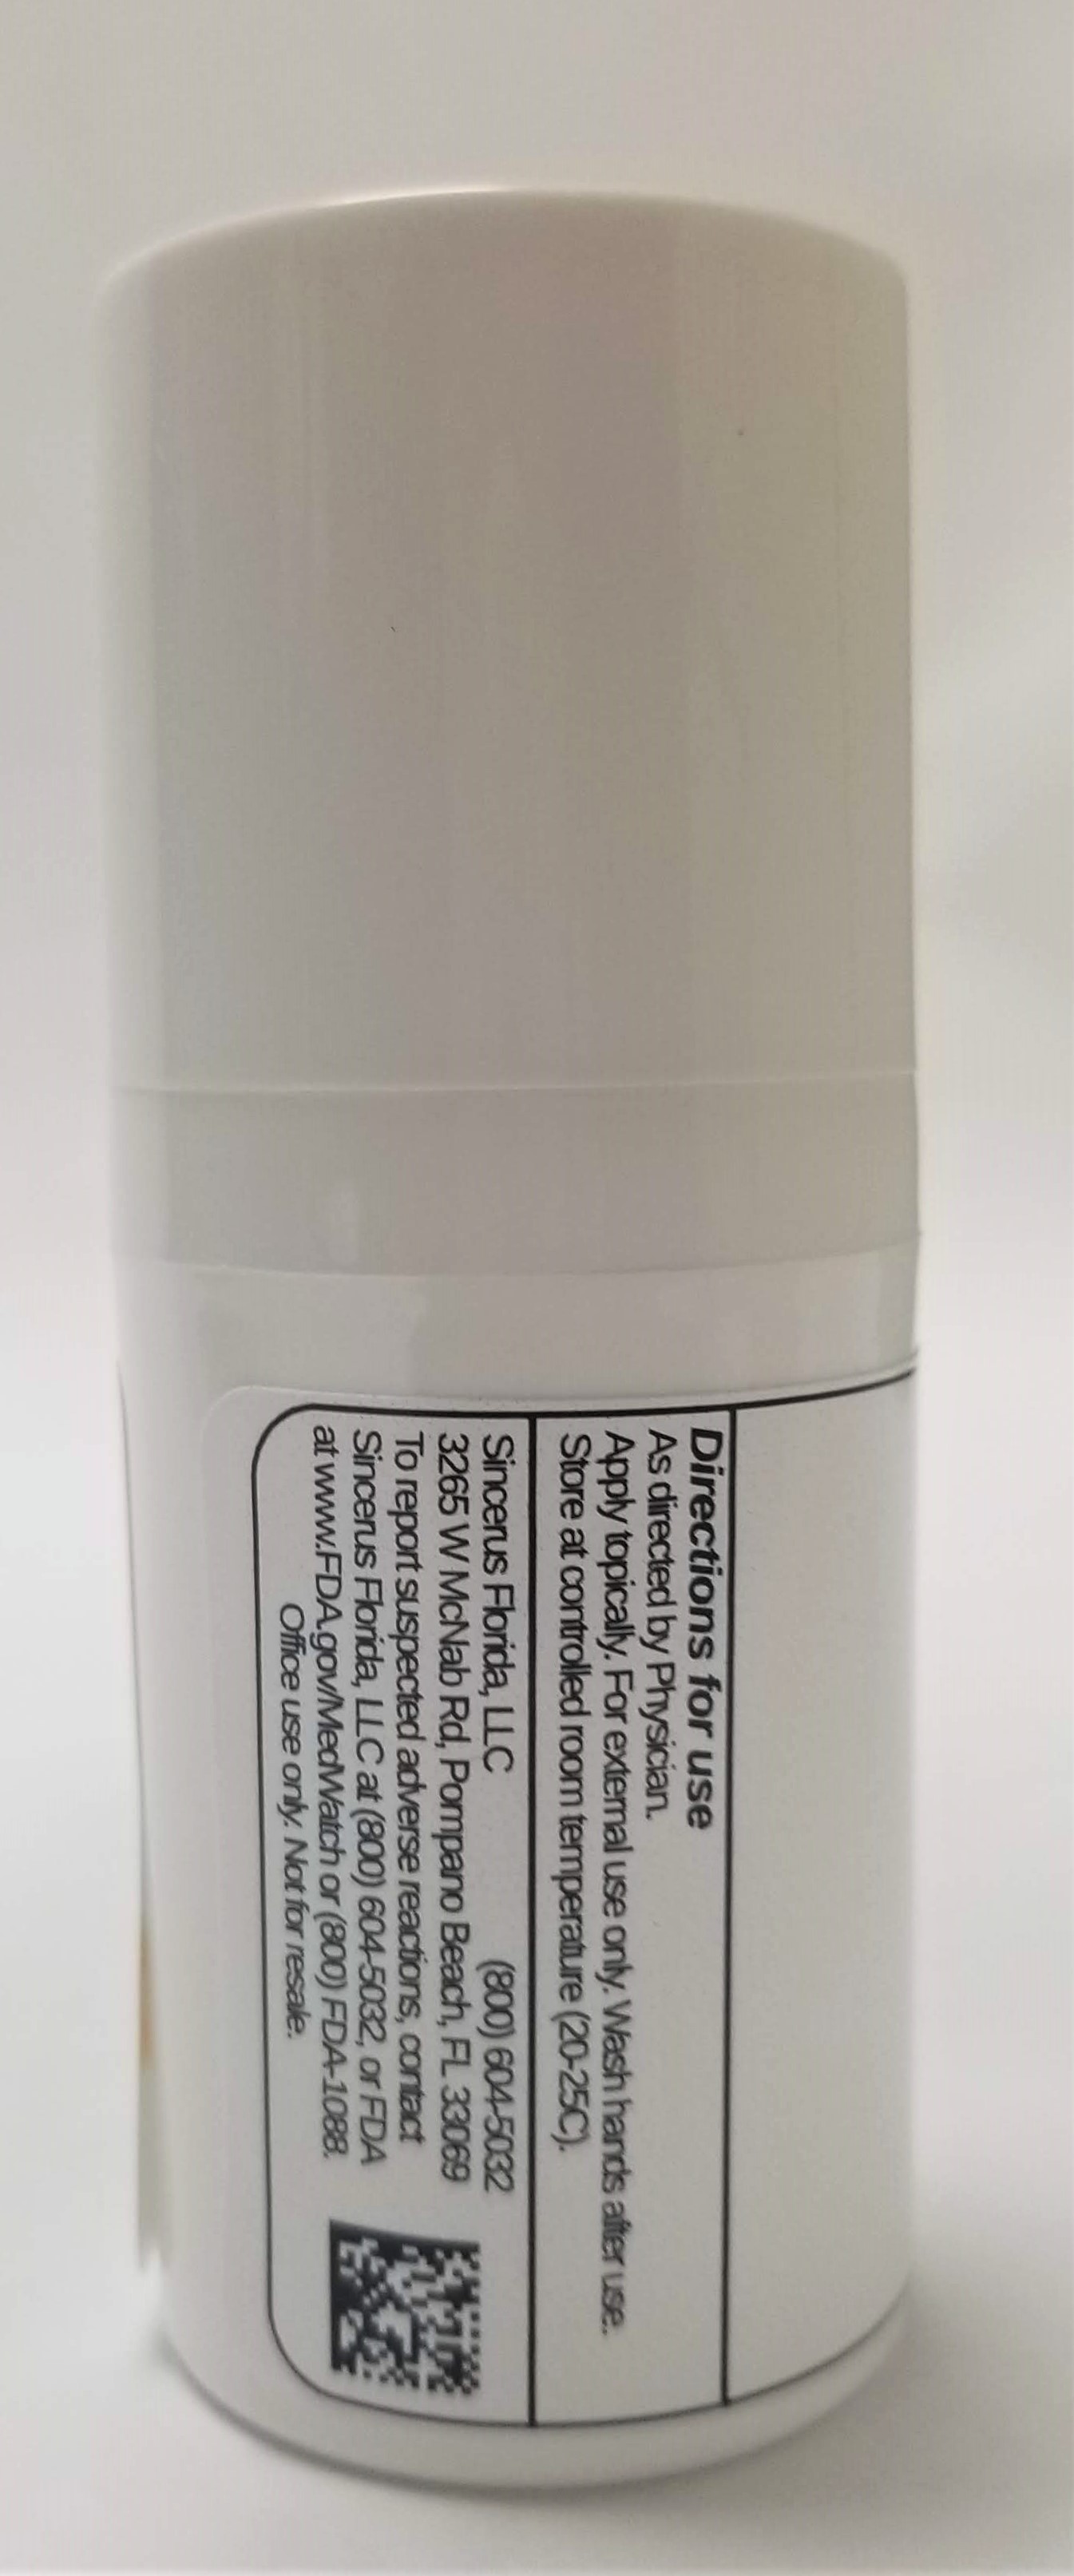 Directions for use
As directed by Physician.
Apply topically. For external use only. Wash hands after use..
Store at controlled room temperature (20-25C).
Sincerus Florida, LLC (800) 604-5032
3265 W McNab Rd, Pompano Beach, FL 33069
To report suspected adverse reactions, contact
Sincerus Florida, LLC at (800) 604-5032, or FDA
at www.FDA.gov/MedWatch or (800) FDA-1088.
Office use only. Not for resale.